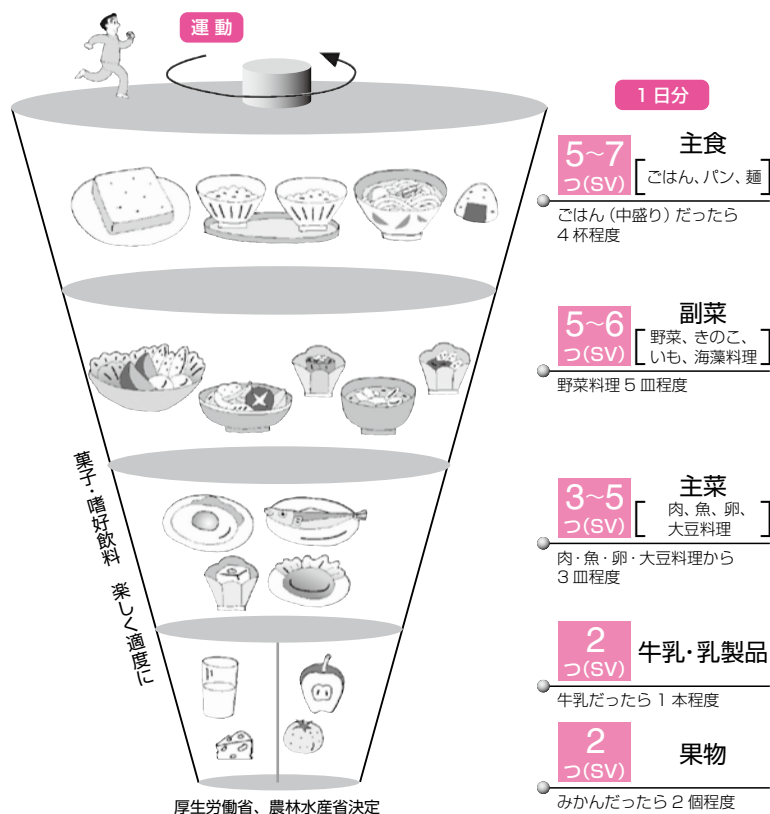 運動
1日分
5~7
つ(SV)
主食
ごはん、パン、麺
ごはん(中盛り)だったら
4杯程度
5~6
つ(SV)
副菜
野菜、きのこ、
いも、海藻料理
野菜料理5皿程度
3~5
つ(SV)
主菜
肉、魚、卵、
大豆料理
肉・魚・卵・大豆料理から
3皿程度
2
つ(SV)
牛乳・乳製品
牛乳だったら1本程度
2
つ(SV)
果物
みかんだったら2個程度
菓子・嗜好飲料 楽しく適度に
厚生労働省、農林水産省決定